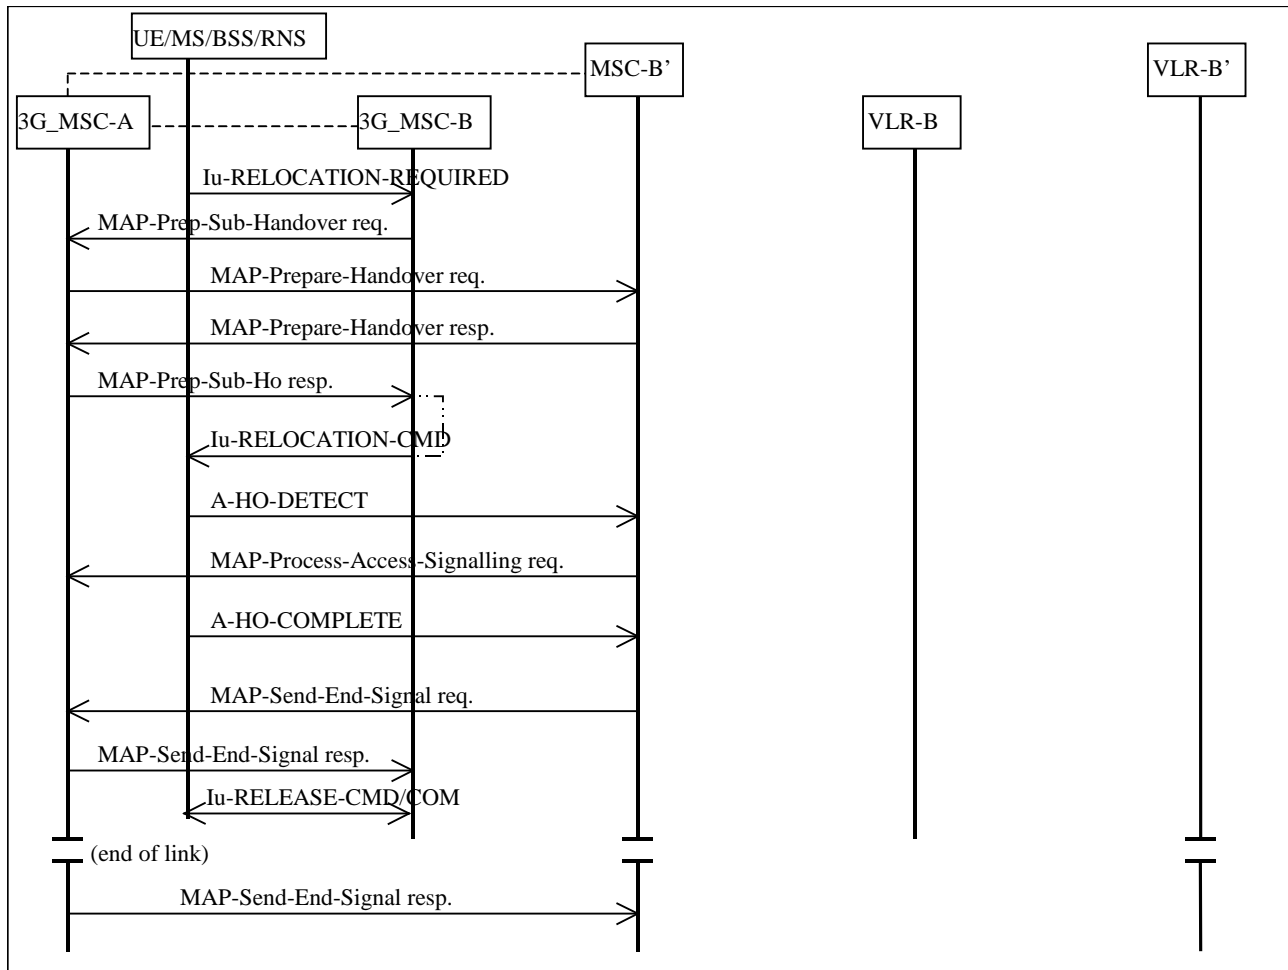 UE/MS/BSS/RNS
MSC-B’
VLR-B’
3G_MSC-A
3G_MSC-B
VLR-B
Iu-RELOCATION-REQUIRED
MAP-Prep-Sub-Handover req.
MAP-Prepare-Handover req.
MAP-Prepare-Handover resp.
MAP-Prep-Sub-Ho resp.
Iu-RELOCATION-CMD
A-HO-DETECT
MAP-Process-Access-Signalling req.
A-HO-COMPLETE
MAP-Send-End-Signal req.
MAP-Send-End-Signal resp.
Iu-RELEASE-CMD/COM
(end of link)
MAP-Send-End-Signal resp.